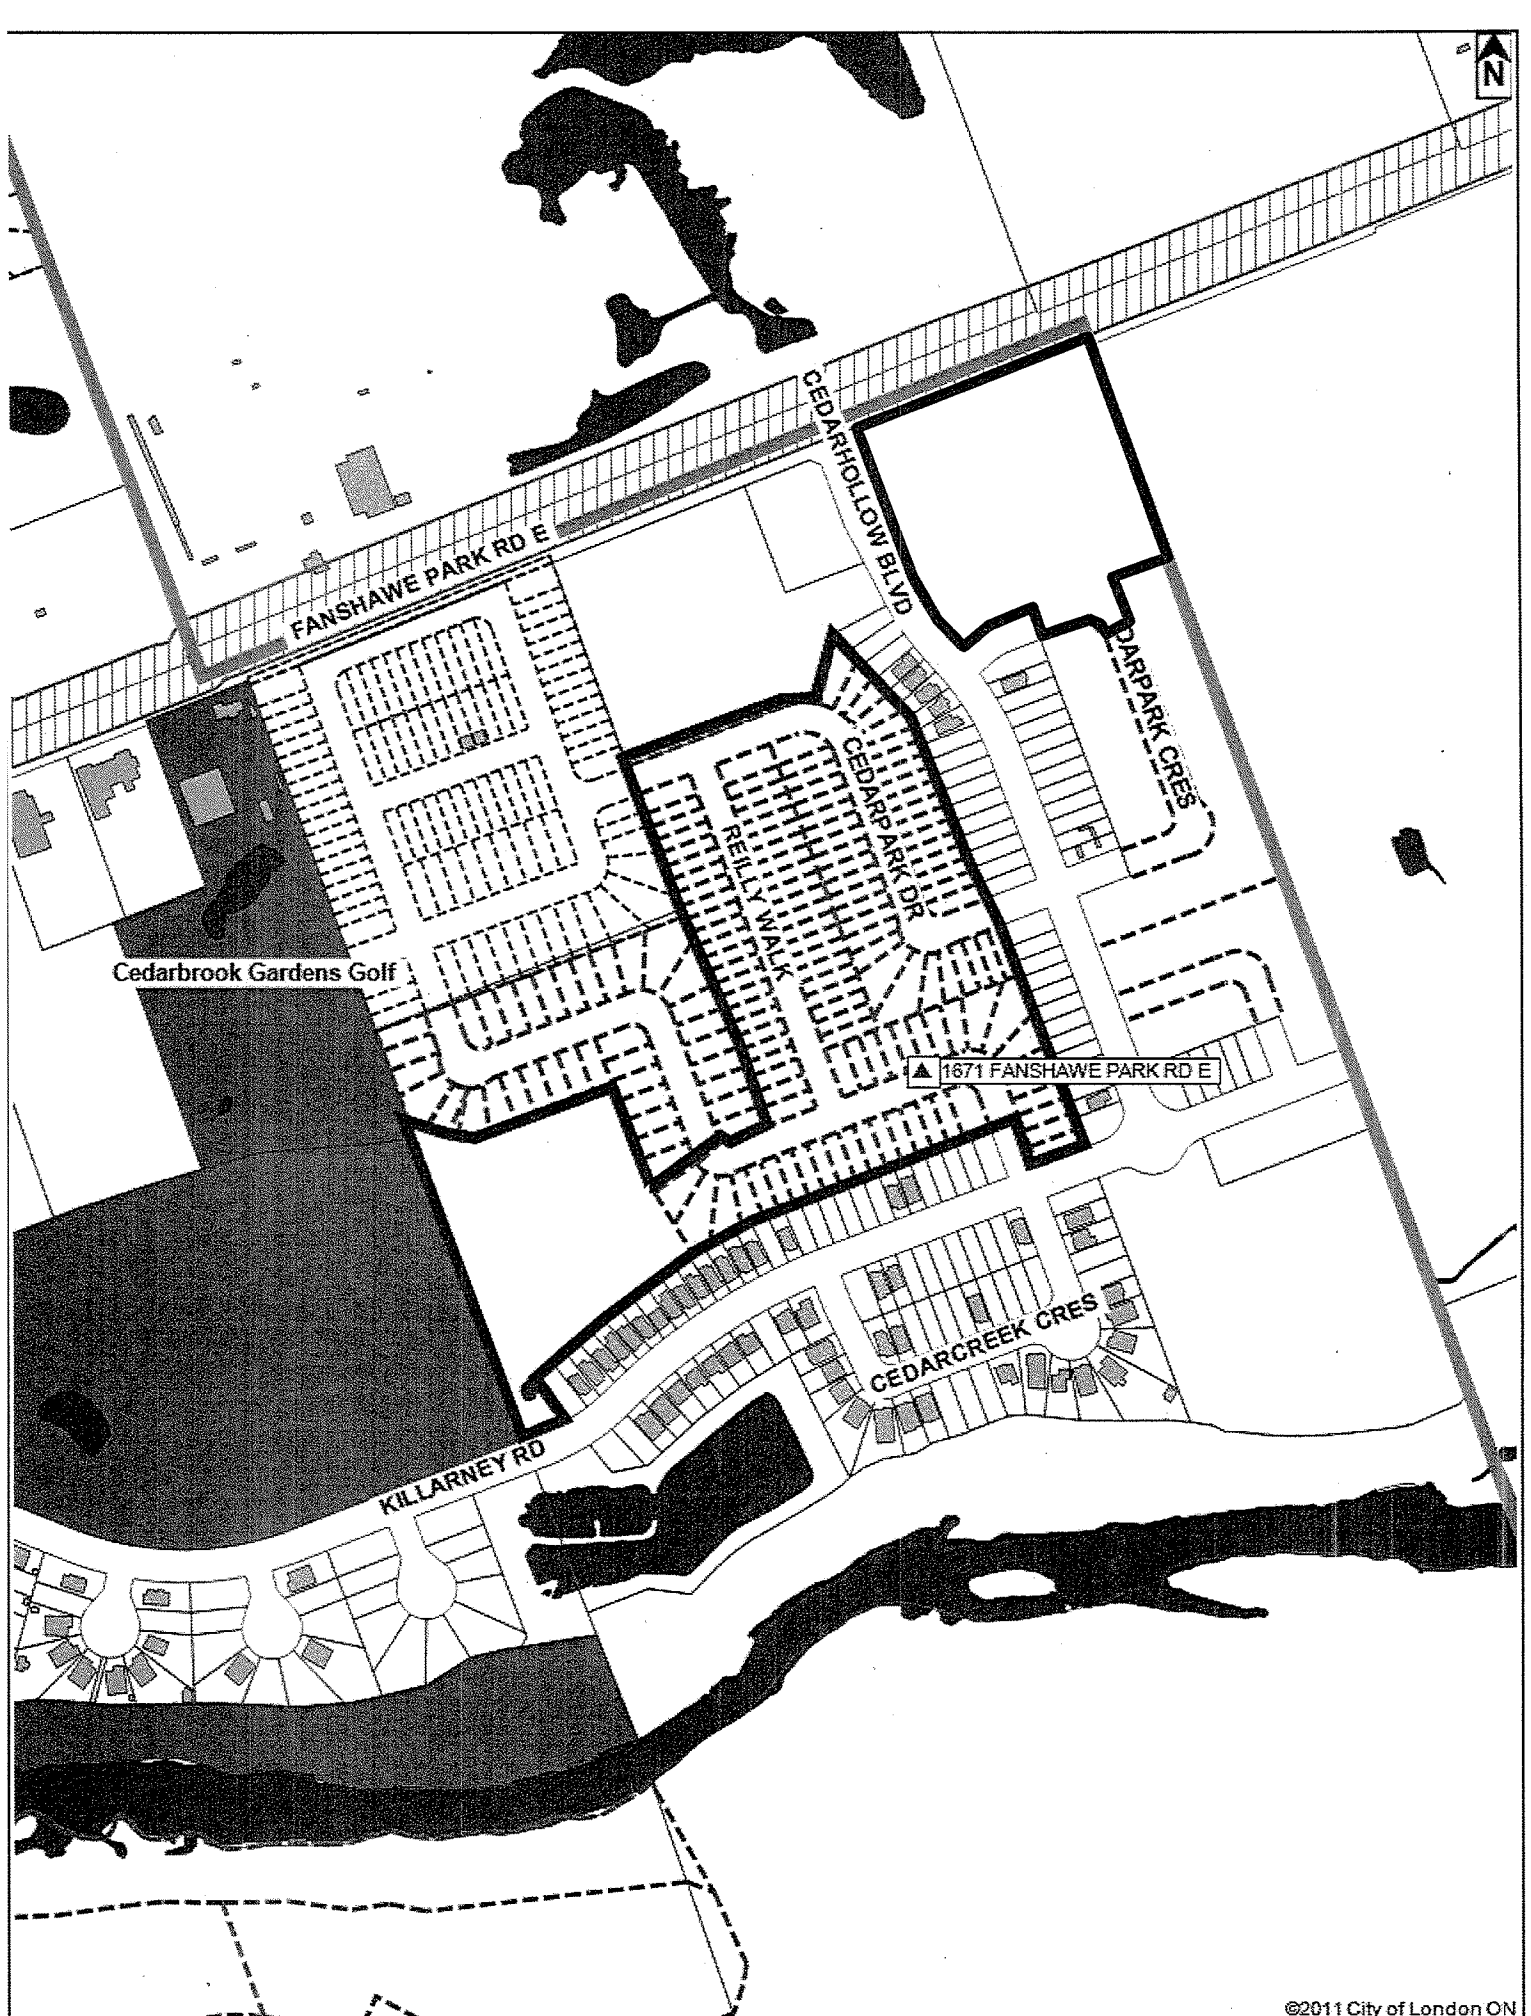 N
CEDARHOLLOW BLVD
FANSHAWE PARK RD E
DARPARK CRES
CEDARPARK DR
REILLY WALK
Cedarbrook Gardens Golf
1671 FANSHAWE PARK RD E
CEDARCREEK CRES
KILLARNEY RD
©2011 City of London ON